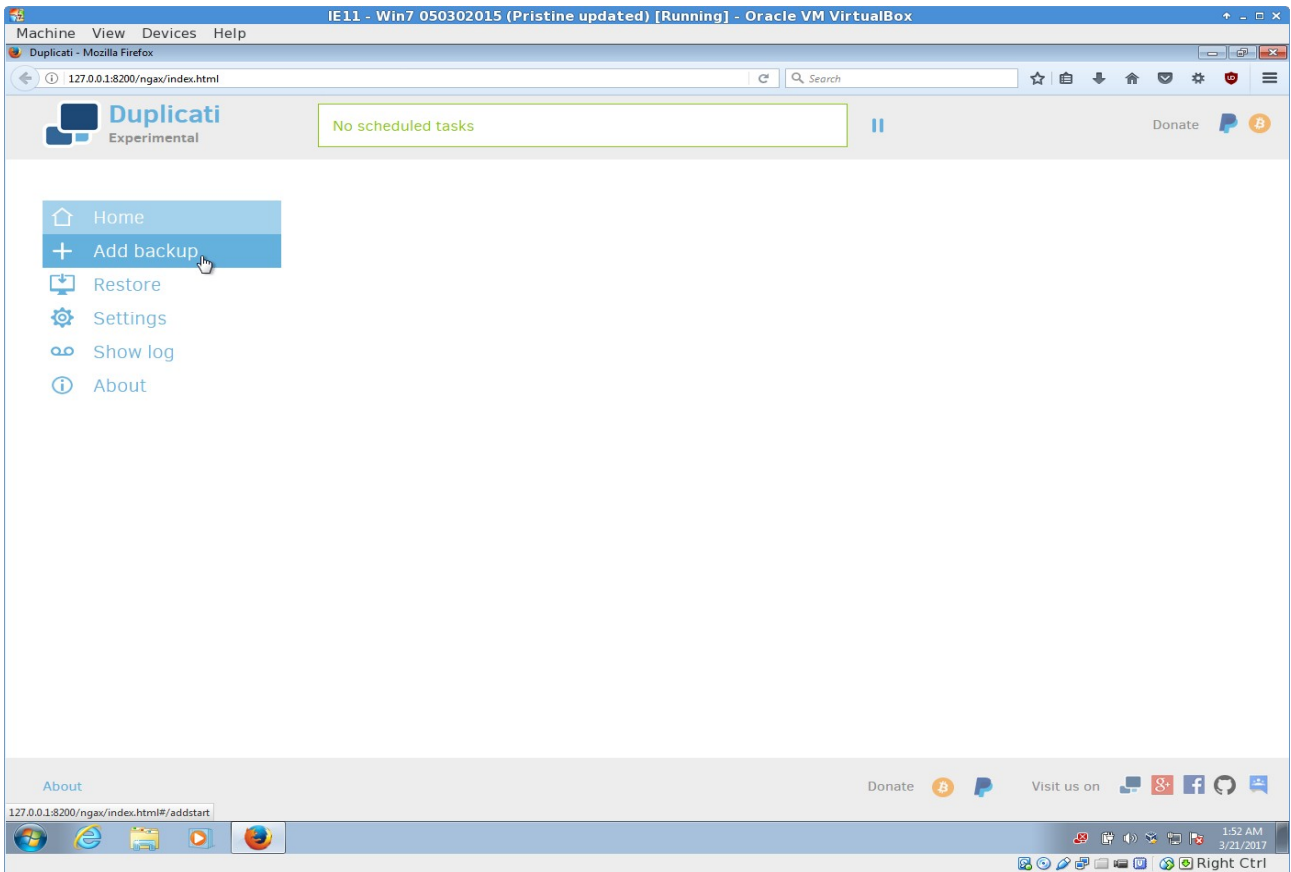 IE11 - Win7 050302015 (Pristine updated) [Running] - Oracle VM VirtualBox
Machine View Devices Help
Duplicati - Mozilla Firefox
127.0.0.1:8200/ngax/index.html
Search
Duplicati
Experimental
No scheduled tasks
Donate
Home
Add backup
Restore
Settings
Show log
About
About
Donate
Visit us on
127.0.0.1:8200/ngax/index.html#/addstart
1:52 AM
3/21/2017
Right Ctrl